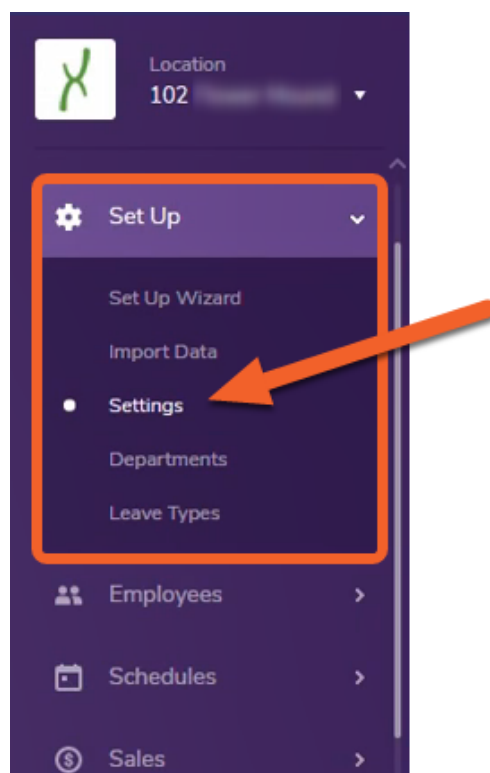 Location
102
Set Up
Set Up Wizard
Import Data
Settings
Departments
Leave Types
Employees
Schedules
Sales